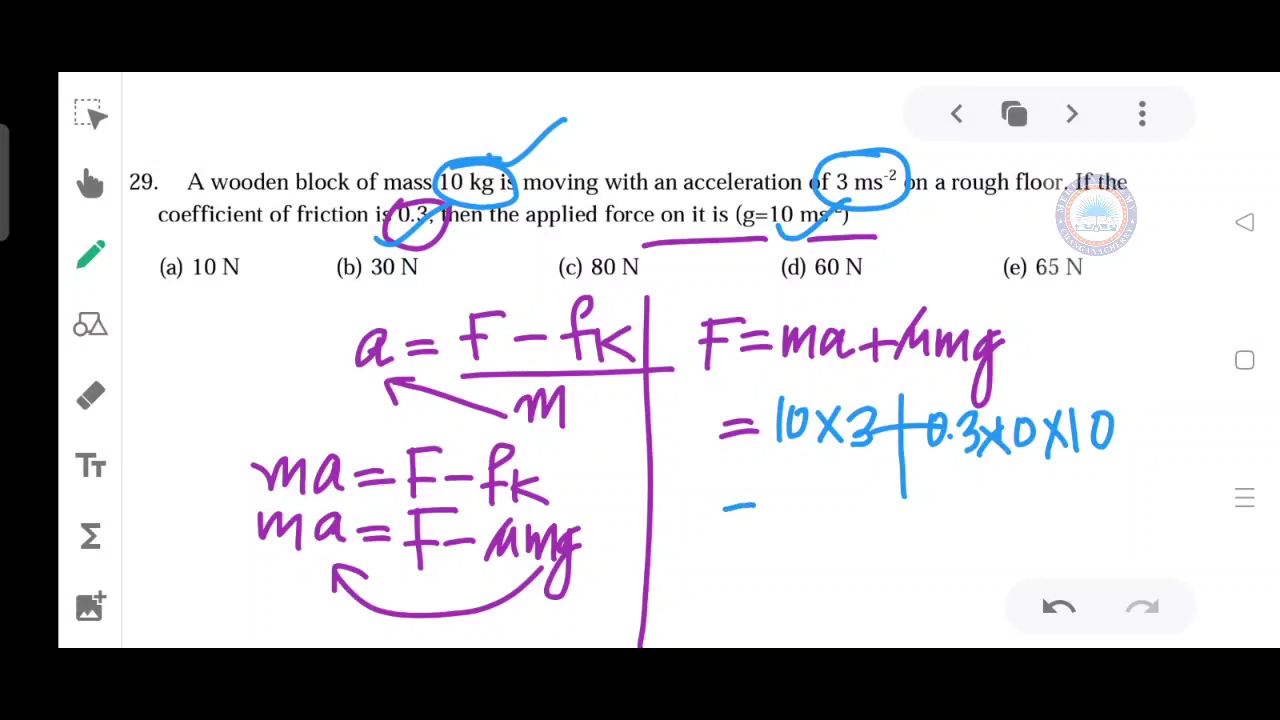 29. A wooden block of mass 10 kg is moving with an acceleration of 3 ms⁻² on a rough floor. If the
coefficient of friction is 0.3, then the applied force on it is (g=10 ms⁻²)
(a) 10 N (b) 30 N (c) 80 N (d) 60 N (e) 65 N
a = F - fK
m
ma = F - fK
ma = F - μmg
F = ma + μmg
= 10 × 3 + 0.3 × 0 × 10
=
Tт
Σ